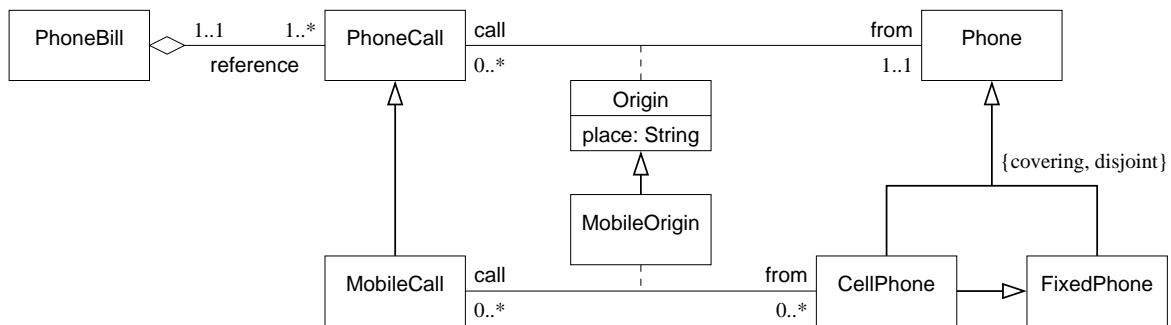 PhoneBill
1..1
1..*
reference
PhoneCall
call
0..*
from
1..1
Phone
Origin
place: String
{covering, disjoint}
MobileOrigin
MobileCall
call
0..*
from
0..*
CellPhone
FixedPhone